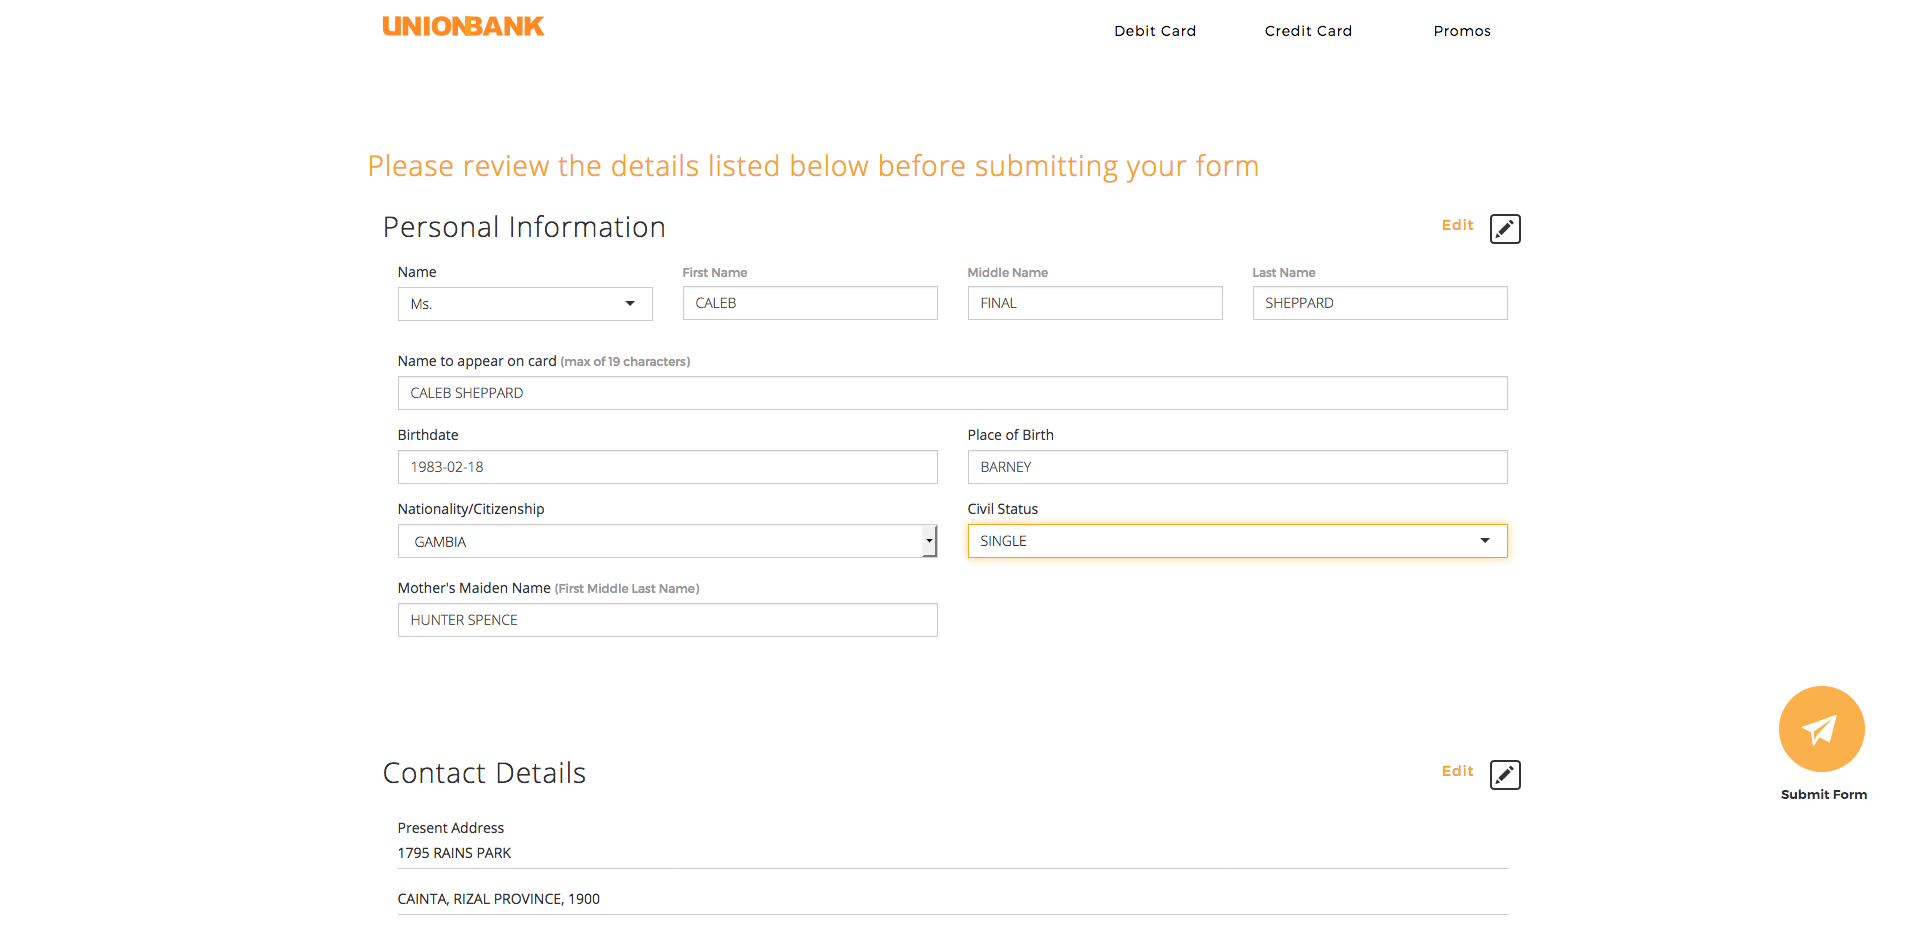 UNIONBANK
Debit Card Credit Card Promos
Please review the details listed below before submitting your form
Personal Information Edit
Name First Name Middle Name Last Name
Ms. CALEB FINAL SHEPPARD
Name to appear on card (max of 19 characters)
CALEB SHEPPARD
Birthdate Place of Birth
1983-02-18 BARNEY
Nationality/Citizenship Civil Status
GAMBIA SINGLE
Mother's Maiden Name (First Middle Last Name)
HUNTER SPENCE
Contact Details Edit
Submit Form
Present Address
1795 RAINS PARK
CAINTA, RIZAL PROVINCE, 1900